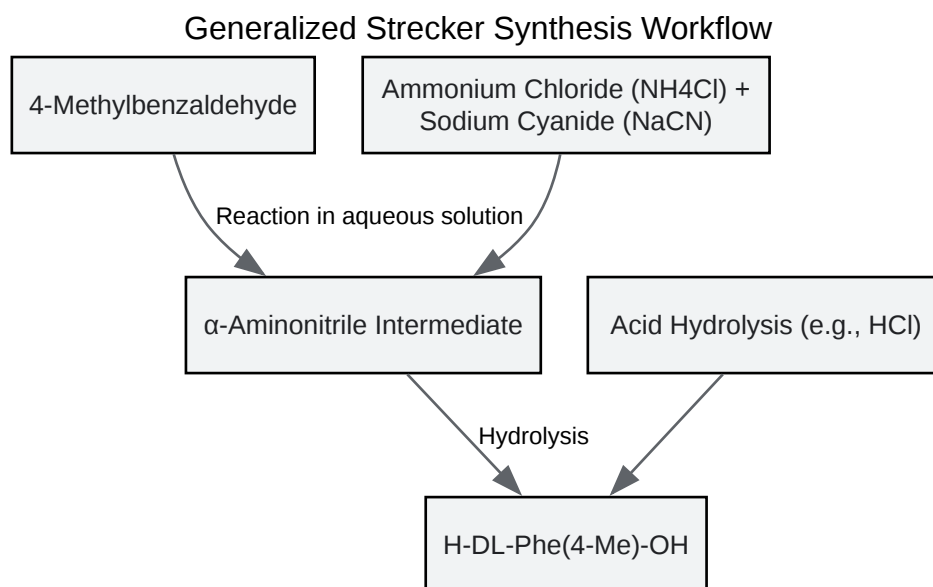 Generalized Strecker Synthesis Workflow
4-Methylbenzaldehyde
Ammonium Chloride (NH4Cl) +
Sodium Cyanide (NaCN)
Reaction in aqueous solution
α-Aminonitrile Intermediate
Acid Hydrolysis (e.g., HCl)
Hydrolysis
H-DL-Phe(4-Me)-OH